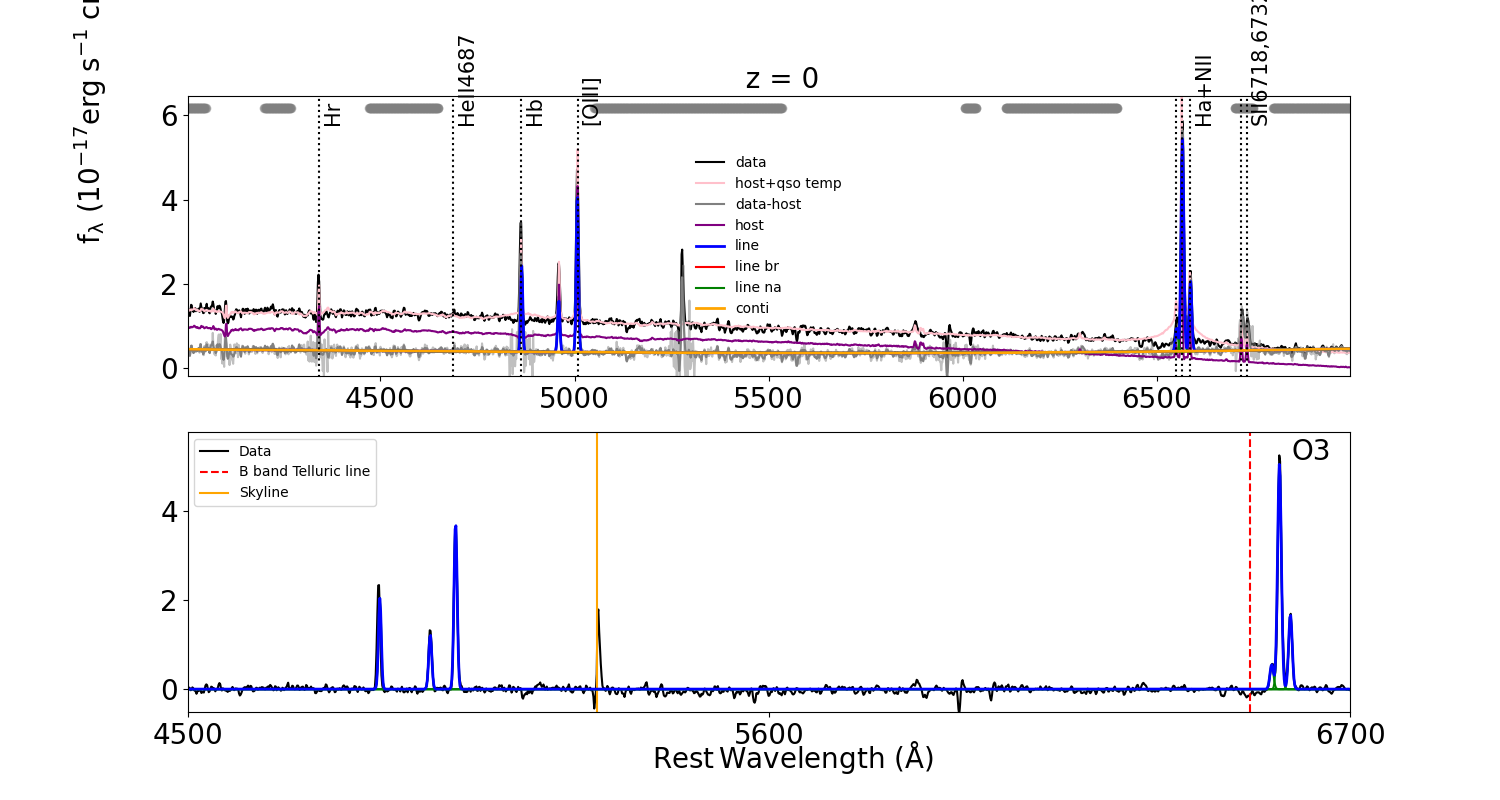 z = 0
Hr
HeII4687
Hb
[OIII]
Ha+NII
SII6718,6732
f_λ (10^−17 erg s^−1
6
4
2
0
data
host+qso temp
data-host
host
line
line br
line na
conti
4500 5000 5500 6000 6500
Data
B band Telluric line
Skyline
O3
4
2
0
4500 5600 6700
Rest Wavelength (Å)